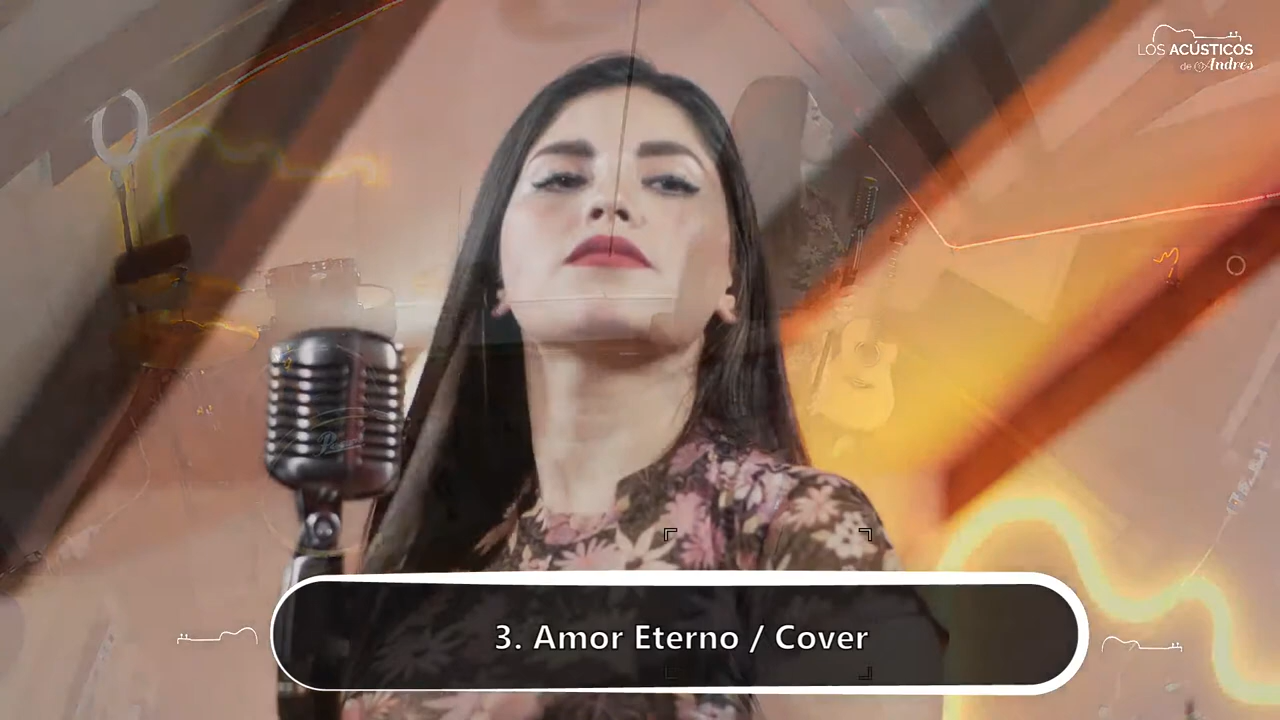 LOS ACÚSTICOS
de Andrés
3. Amor Eterno / Cover